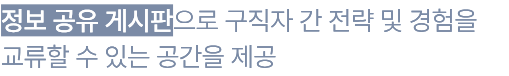 정보 공유 게시판으로 구직자 간 전략 및 경험을
교류할 수 있는 공간을 제공